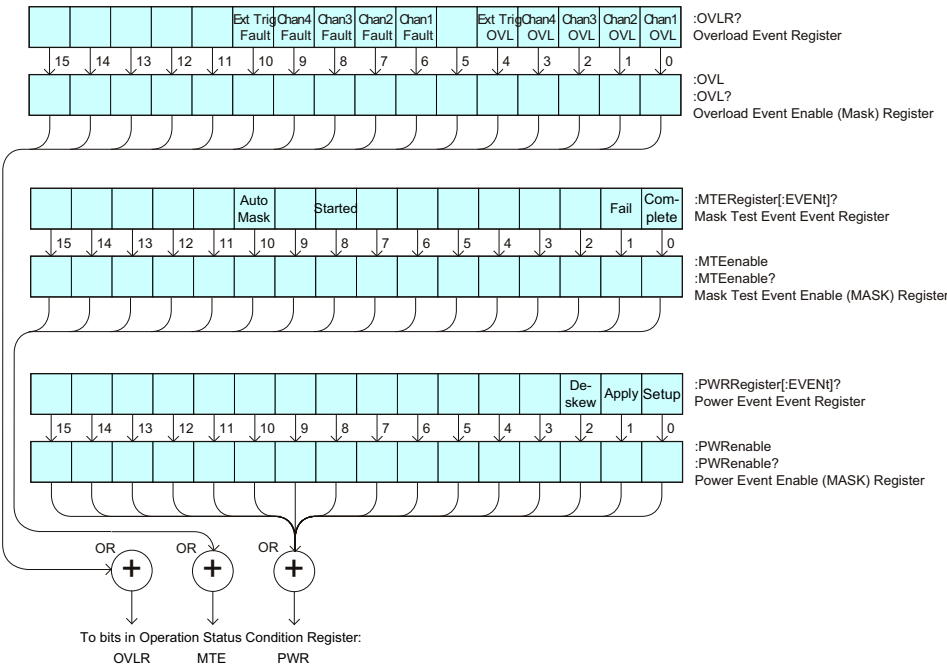 Ext Trig Fault
Chan4 Fault
Chan3 Fault
Chan2 Fault
Chan1 Fault
Ext Trig OVL
Chan4 OVL
Chan3 OVL
Chan2 OVL
Chan1 OVL
:OVLR?
Overload Event Register
15 14 13 12 11 10 9 8 7 6 5 4 3 2 1 0
:OVL
:OVL?
Overload Event Enable (Mask) Register
Auto Mask
Started
Fail
Com-
plete
:MTERegister[:EVENt]?
Mask Test Event Event Register
15 14 13 12 11 10 9 8 7 6 5 4 3 2 1 0
:MTEenable
:MTEenable?
Mask Test Event Enable (MASK) Register
De-
skew
Apply
Setup
:PWRRegister[:EVENt]?
Power Event Event Register
15 14 13 12 11 10 9 8 7 6 5 4 3 2 1 0
:PWRenable
:PWRenable?
Power Event Enable (MASK) Register
OR OR OR
+ + +
To bits in Operation Status Condition Register:
OVLR MTE PWR